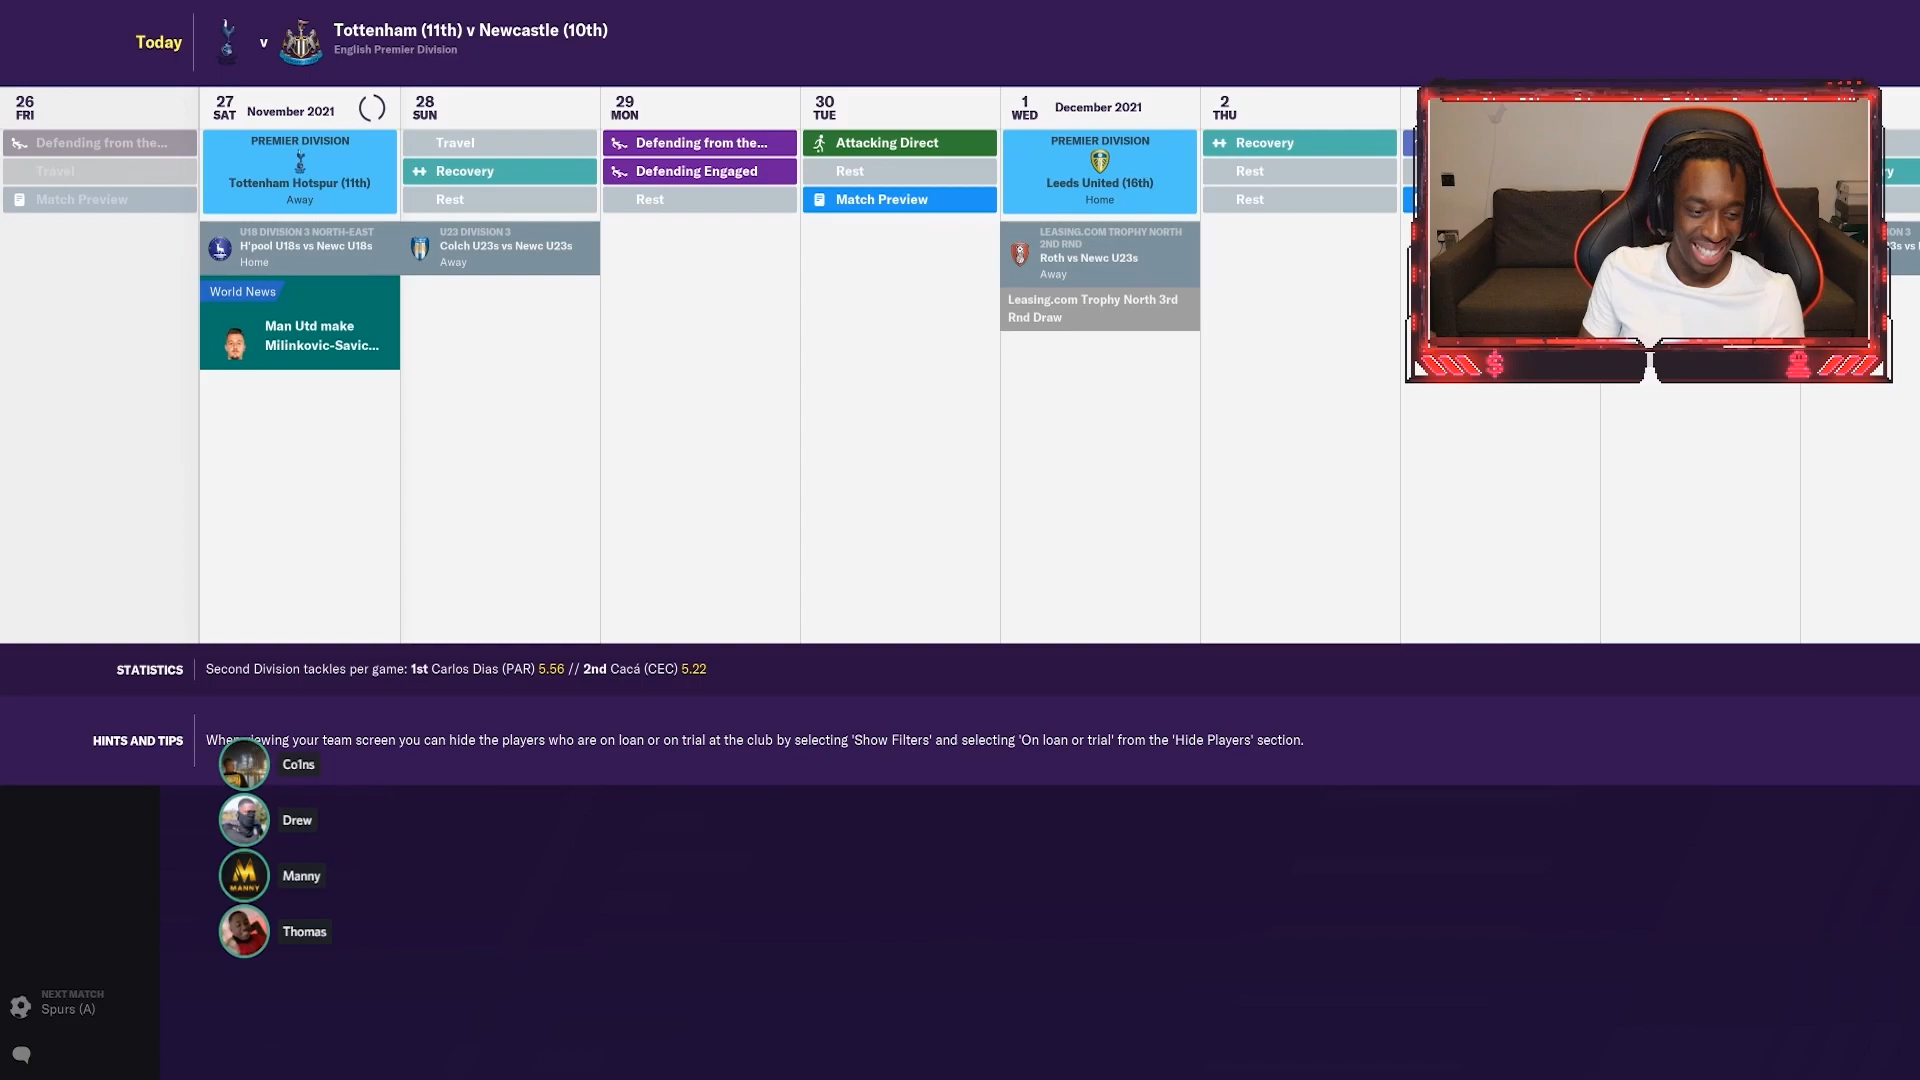 Today
v
Tottenham (11th) v Newcastle (10th)
English Premier Division
26
FRI
27
SAT
November 2021
28
SUN
29
MON
30
TUE
1
WED
December 2021
2
THU
Defending from the...
Travel
Match Preview
PREMIER DIVISION
Tottenham Hotspur (11th)
Away
U18 DIVISION 3 NORTH-EAST
H'pool U18s vs Newc U18s
Home
World News
Man Utd make
Milinkovic-Savic...
Travel
Recovery
Rest
U23 DIVISION 3
Colch U23s vs Newc U23s
Away
Defending from the...
Defending Engaged
Rest
Attacking Direct
Rest
Match Preview
PREMIER DIVISION
Leeds United (16th)
Home
LEASING.COM TROPHY NORTH
2ND RND
Roth vs Newc U23s
Away
Leasing.com Trophy North 3rd
Rnd Draw
Recovery
Rest
Rest
STATISTICS
Second Division tackles per game: 1st Carlos Dias (PAR) 5.56 // 2nd Cacá (CEC) 5.22
HINTS AND TIPS
your team screen you can hide the players who are on loan or on trial at the club by selecting 'Show Filters' and selecting 'On loan or trial' from the 'Hide Players' section.
Co1ns
Drew
MANNY
Manny
Thomas
NEXT MATCH
Spurs (A)